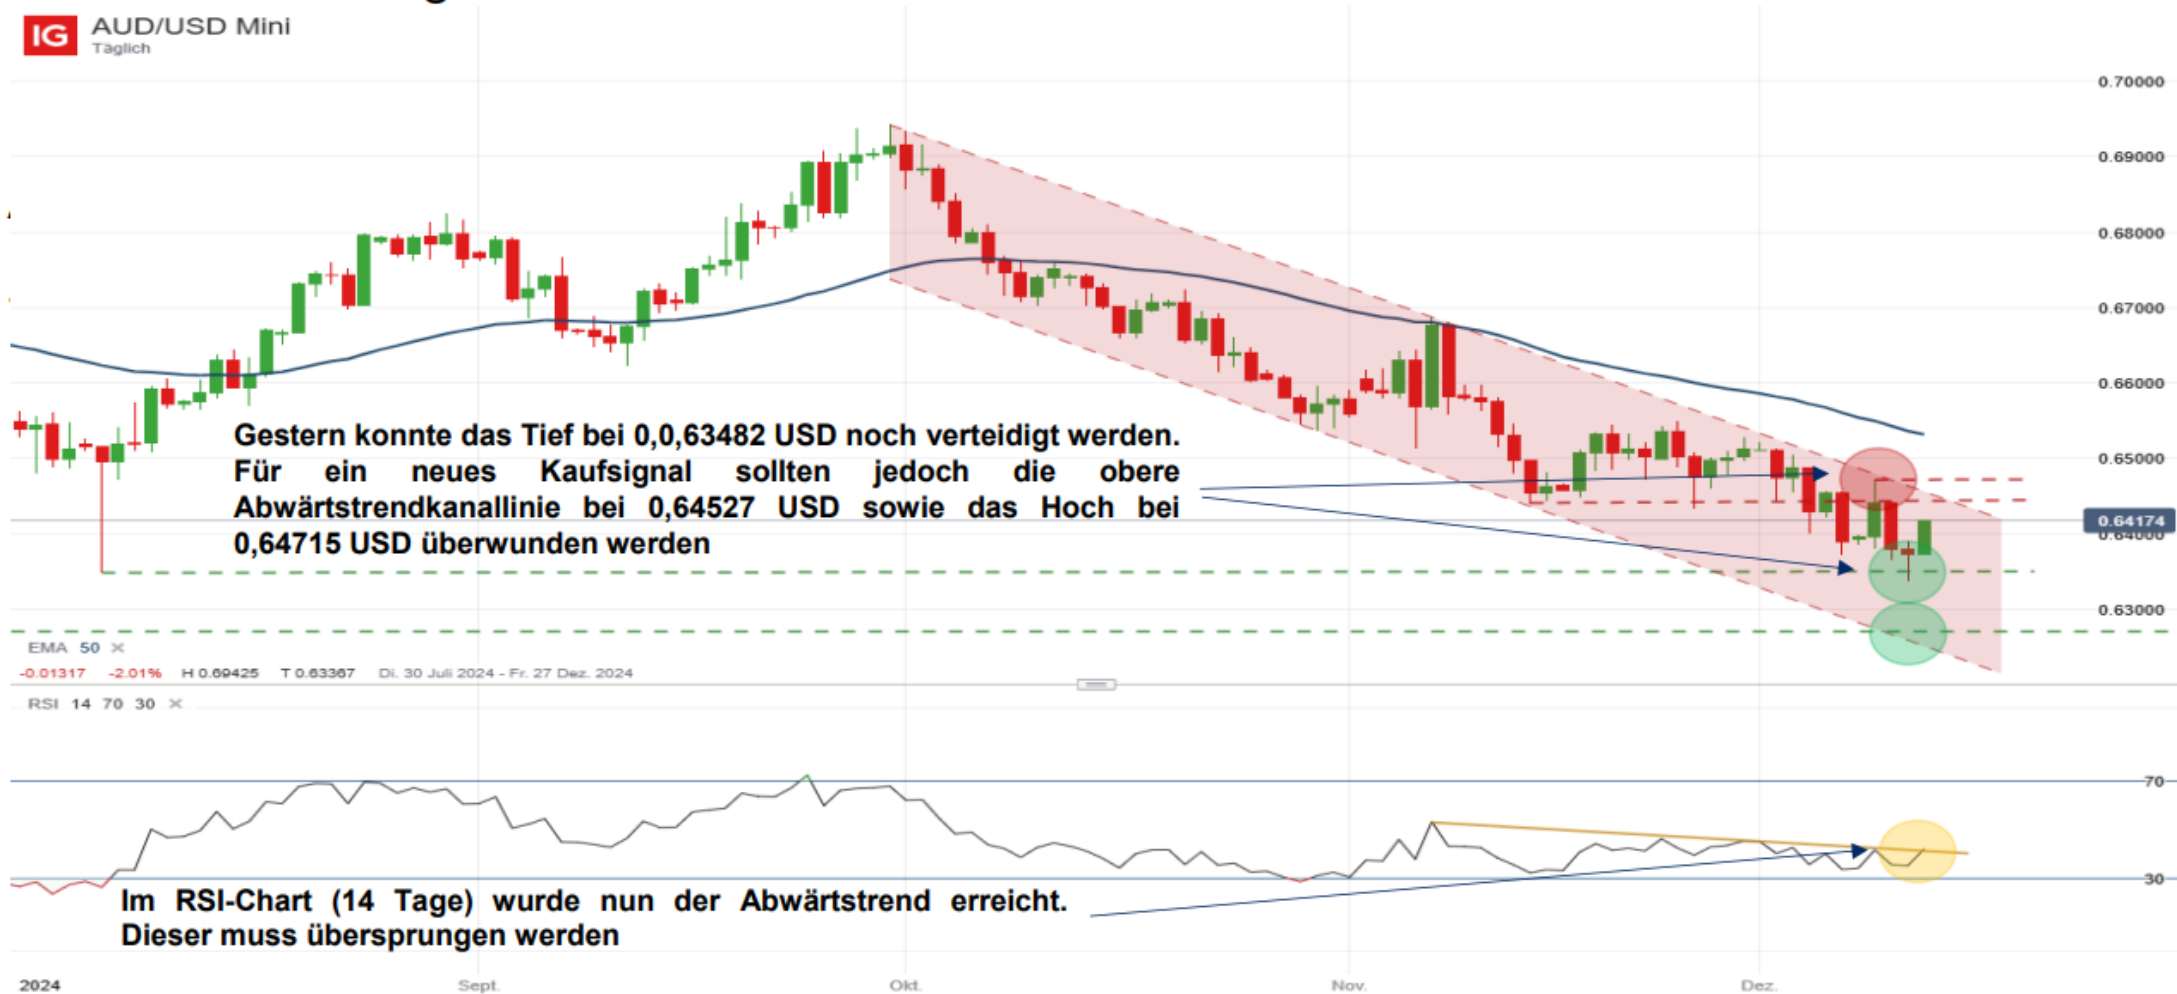 IG
AUD/USD Mini
Täglich
0.70000
0.69000
0.68000
0.67000
0.66000
0.65000
0.64174
0.64000
0.63000
Gestern konnte das Tief bei 0,0,63482 USD noch verteidigt werden.
Für ein neues Kaufsignal sollten jedoch die obere
Abwärtstrendkanallinie bei 0,64527 USD sowie das Hoch bei
0,64715 USD überwunden werden
EMA 50 ×
-0.01317 -2.01% H 0.69425 T 0.63367 Di. 30 Juli 2024 - Fr. 27 Dez. 2024
RSI 14 70 30 ×
70
30
Im RSI-Chart (14 Tage) wurde nun der Abwärtstrend erreicht.
Dieser muss übersprungen werden
2024 Sept. Okt. Nov. Dez.